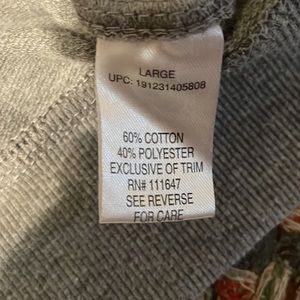 LARGE
UPC: 191231405808
60% COTTON
40% POLYESTER
EXCLUSIVE OF TRIM
RN# 111647
SEE REVERSE
FOR CARE